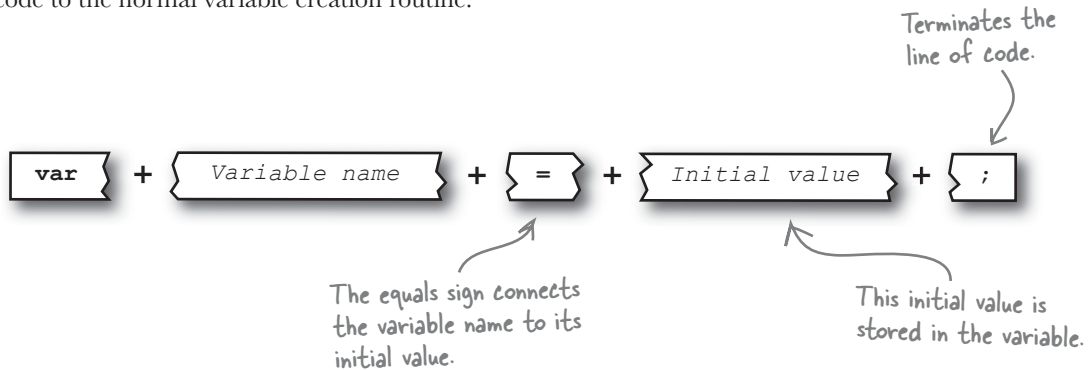 code to the normal variable creation routine.
Terminates the
line of code.
var + Variable name + = + Initial value + ;
The equals sign connects
the variable name to its
initial value.
This initial value is
stored in the variable.